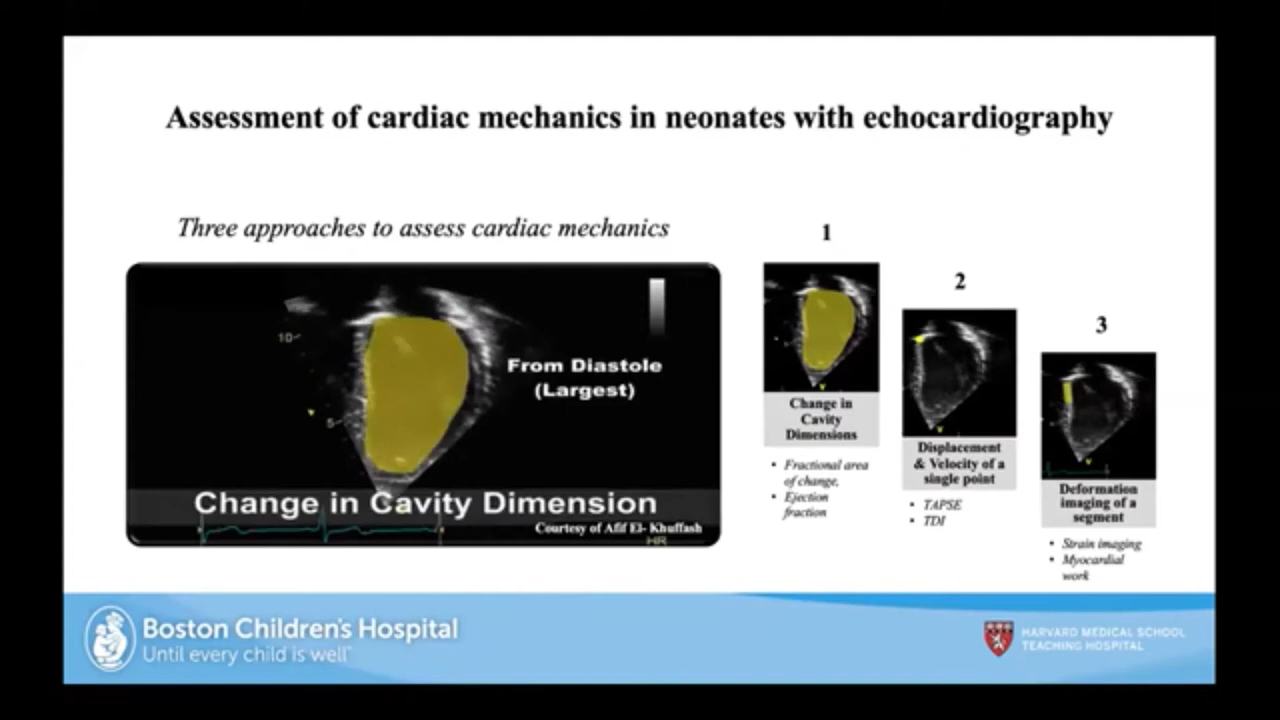 Assessment of cardiac mechanics in neonates with echocardiography
Three approaches to assess cardiac mechanics
10
5
From Diastole
(Largest)
Change in Cavity Dimension
Courtesy of Afif El- Khuffash
HR
1
Change in
Cavity
Dimensions
• Fractional area
of change,
• Ejection
fraction
2
Displacement
& Velocity of a
single point
• TAPSE
• TDI
3
Deformation
imaging of a
segment
• Strain imaging
• Myocardial
work
Boston Children's Hospital
Until every child is well™
HARVARD MEDICAL SCHOOL
TEACHING HOSPITAL